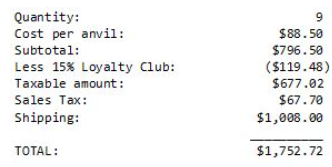 Quantity: 9
Cost per anvil: $88.50
Subtotal: $796.50
Less 15% Loyalty Club: ($119.48)
Taxable amount: $677.02
Sales Tax: $67.70
Shipping: $1,008.00
TOTAL: $1,752.72